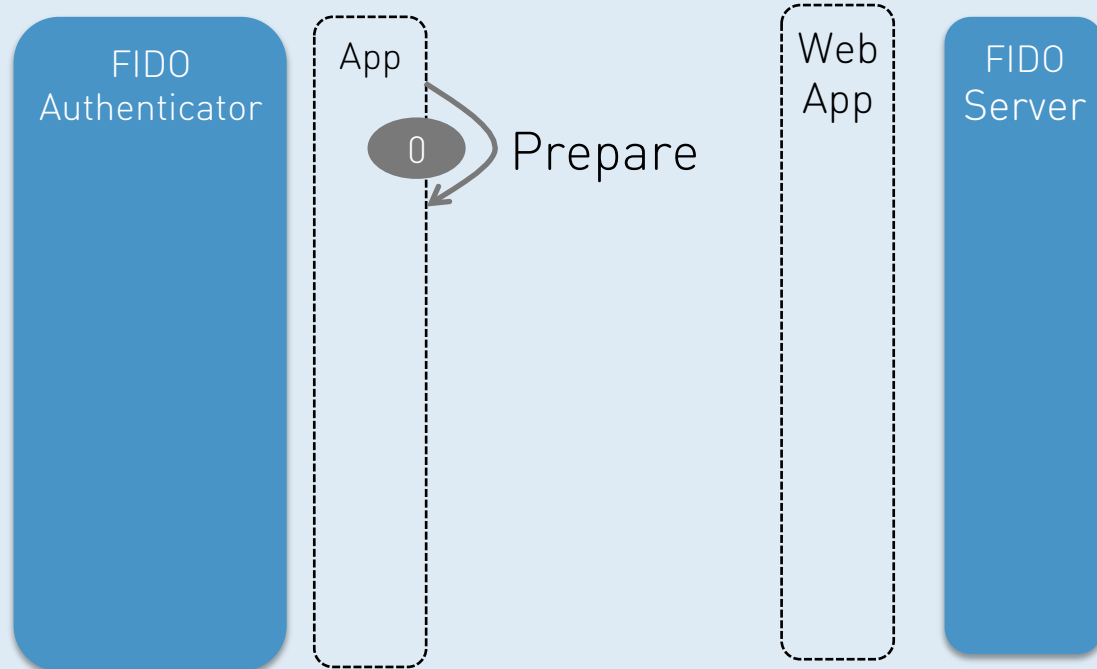 FIDO
Authenticator
App
0
Prepare
Web
App
FIDO
Server